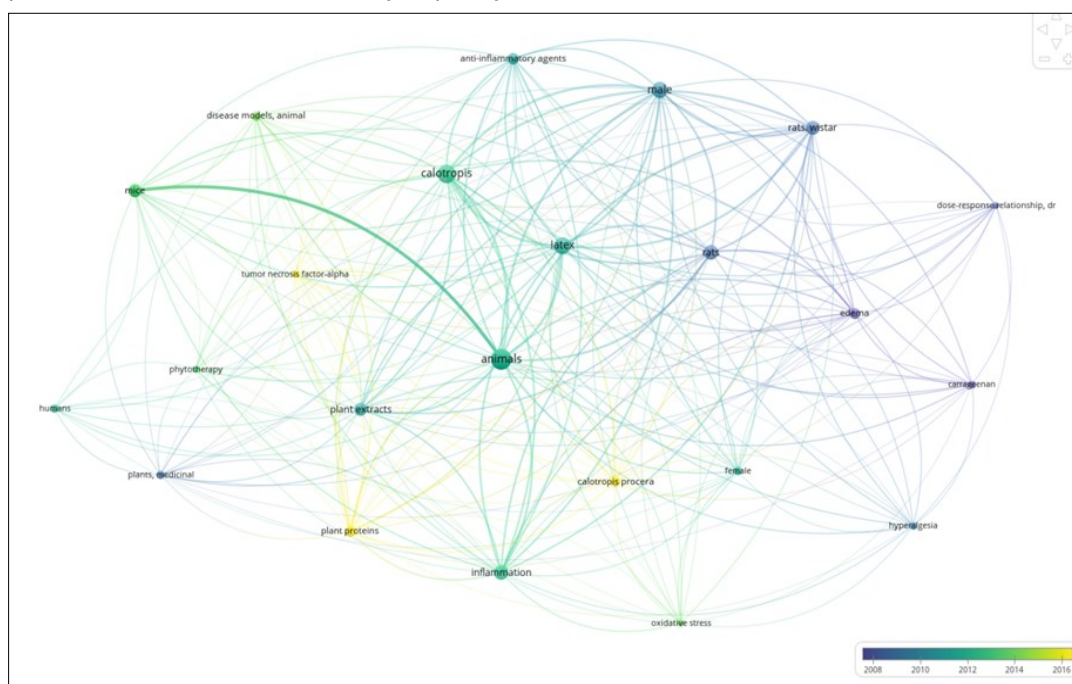 anti-inflammatory agents
male
disease models, animal
rats, wistar
calotropis
mice
dose-response relationship, dr
latex
rats
tumor necrosis factor-alpha
edema
animals
phytotherapy
carrageenan
humans
plant extracts
female
plants, medicinal
calotropis procera
hyperalgesia
plant proteins
inflammation
oxidative stress
2008 2010 2012 2014 2016